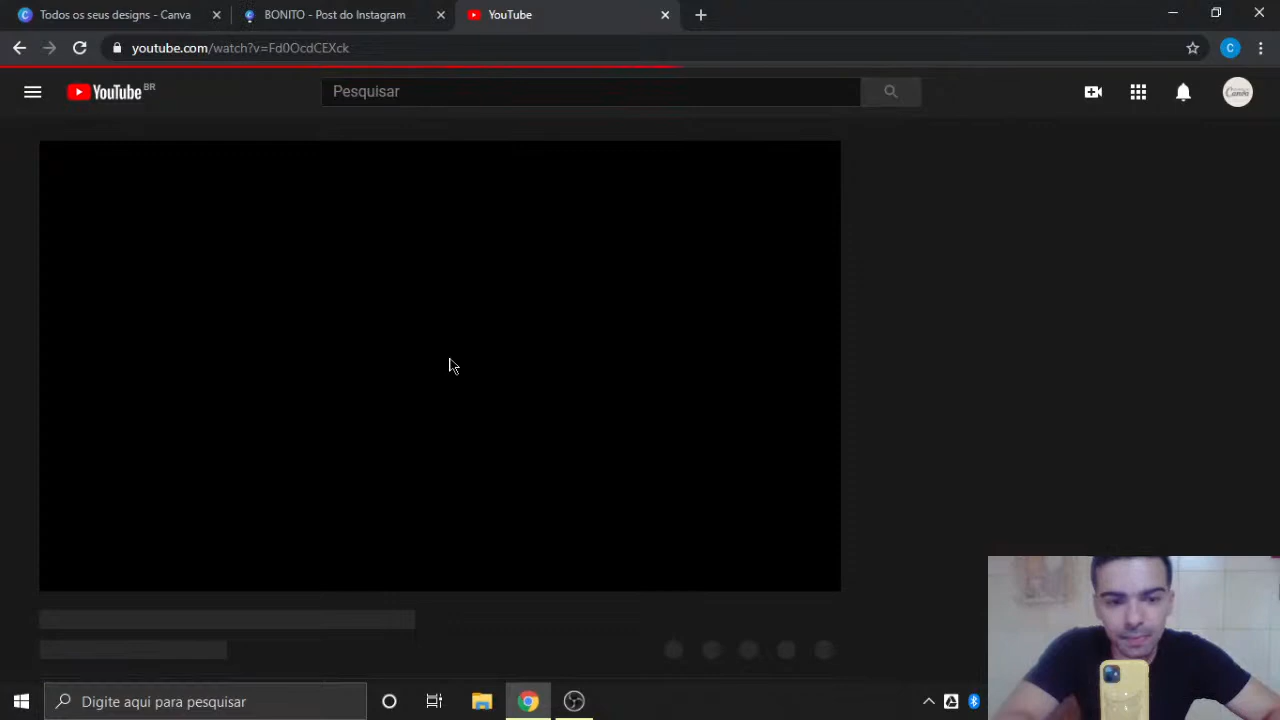 Todos os seus designs - Canva
BONITO - Post do Instagram
YouTube
youtube.com/watch?v=Fd0OcdCEXck
YouTube BR
Pesquisar
Canva
Digite aqui para pesquisar